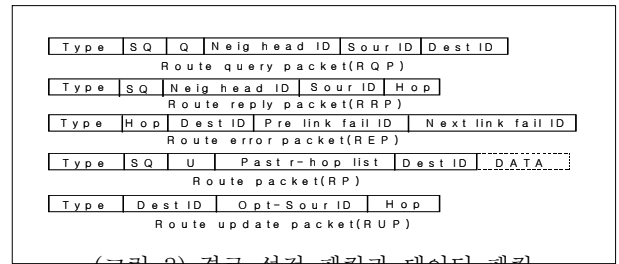 Type SQ Q Neig head ID Sour ID Dest ID
Route query packet(RQP)
Type SQ Neig head ID Sour ID Hop
Route reply packet(RRP)
Type Hop Dest ID Pre link fail ID Next link fail ID
Route error packet(REP)
Type SQ U Past r-hop list Dest ID DATA
Route packet(RP)
Type Dest ID Opt-Sour ID Hop
Route update packet(RUP)